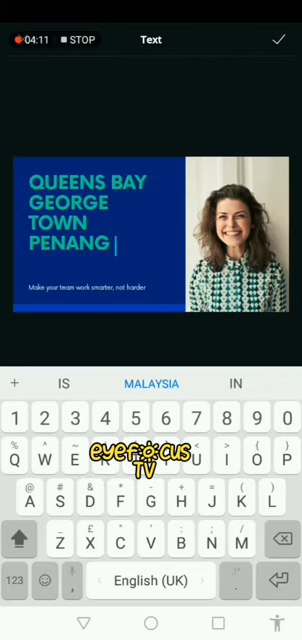 04:11 STOP Text
QUEENS BAY
GEORGE
TOWN
PENANG
Make your team work smarter, not harder
+ IS MALAYSIA IN
1 2 3 4 5 6 7 8 9 0
% ^ ~ < > { }
Q W E R U I O P
@ # & * - + = ( )
A S D F G H J K L
eyefocus
TV
_ £ " ' : ; /
Z X C V B N M
123 , English (UK) .